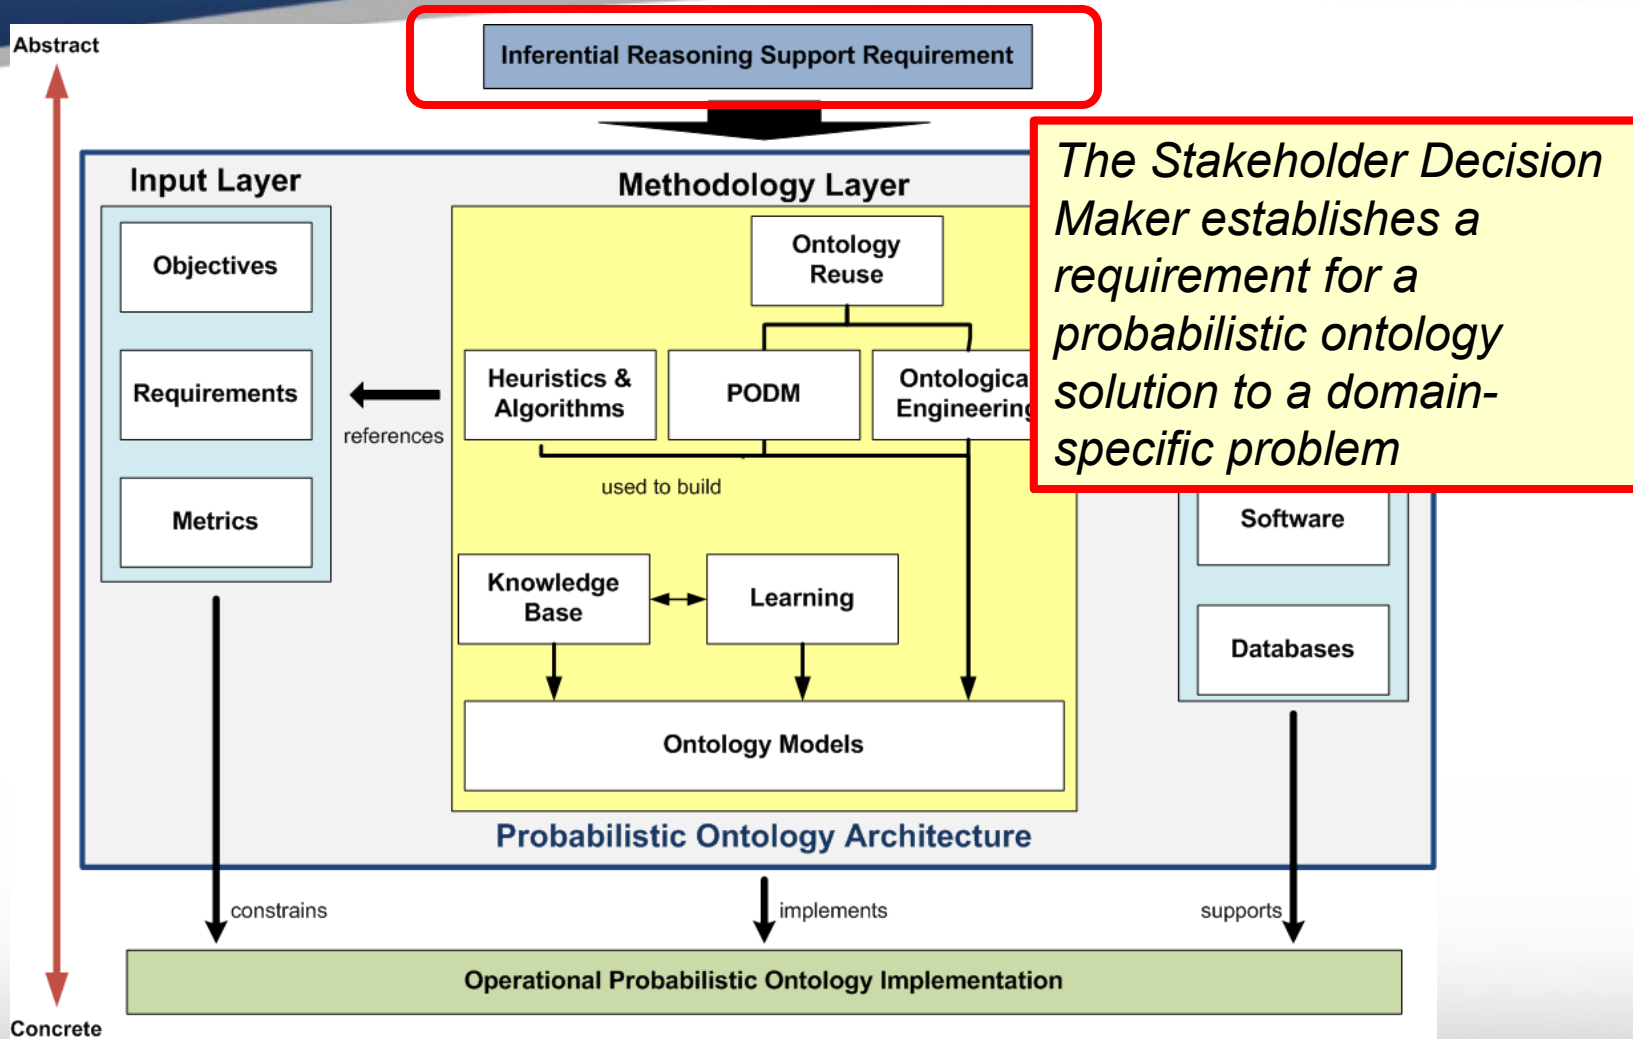 Abstract
Inferential Reasoning Support Requirement
The Stakeholder Decision
Maker establishes a
requirement for a
probabilistic ontology
solution to a domain-
specific problem
Input Layer
Objectives
Requirements
Metrics
references
Methodology Layer
Ontology
Reuse
Heuristics &
Algorithms
PODM
Ontological
Engineering
used to build
Knowledge
Base
Learning
Ontology Models
Software
Databases
Probabilistic Ontology Architecture
constrains
implements
supports
Operational Probabilistic Ontology Implementation
Concrete